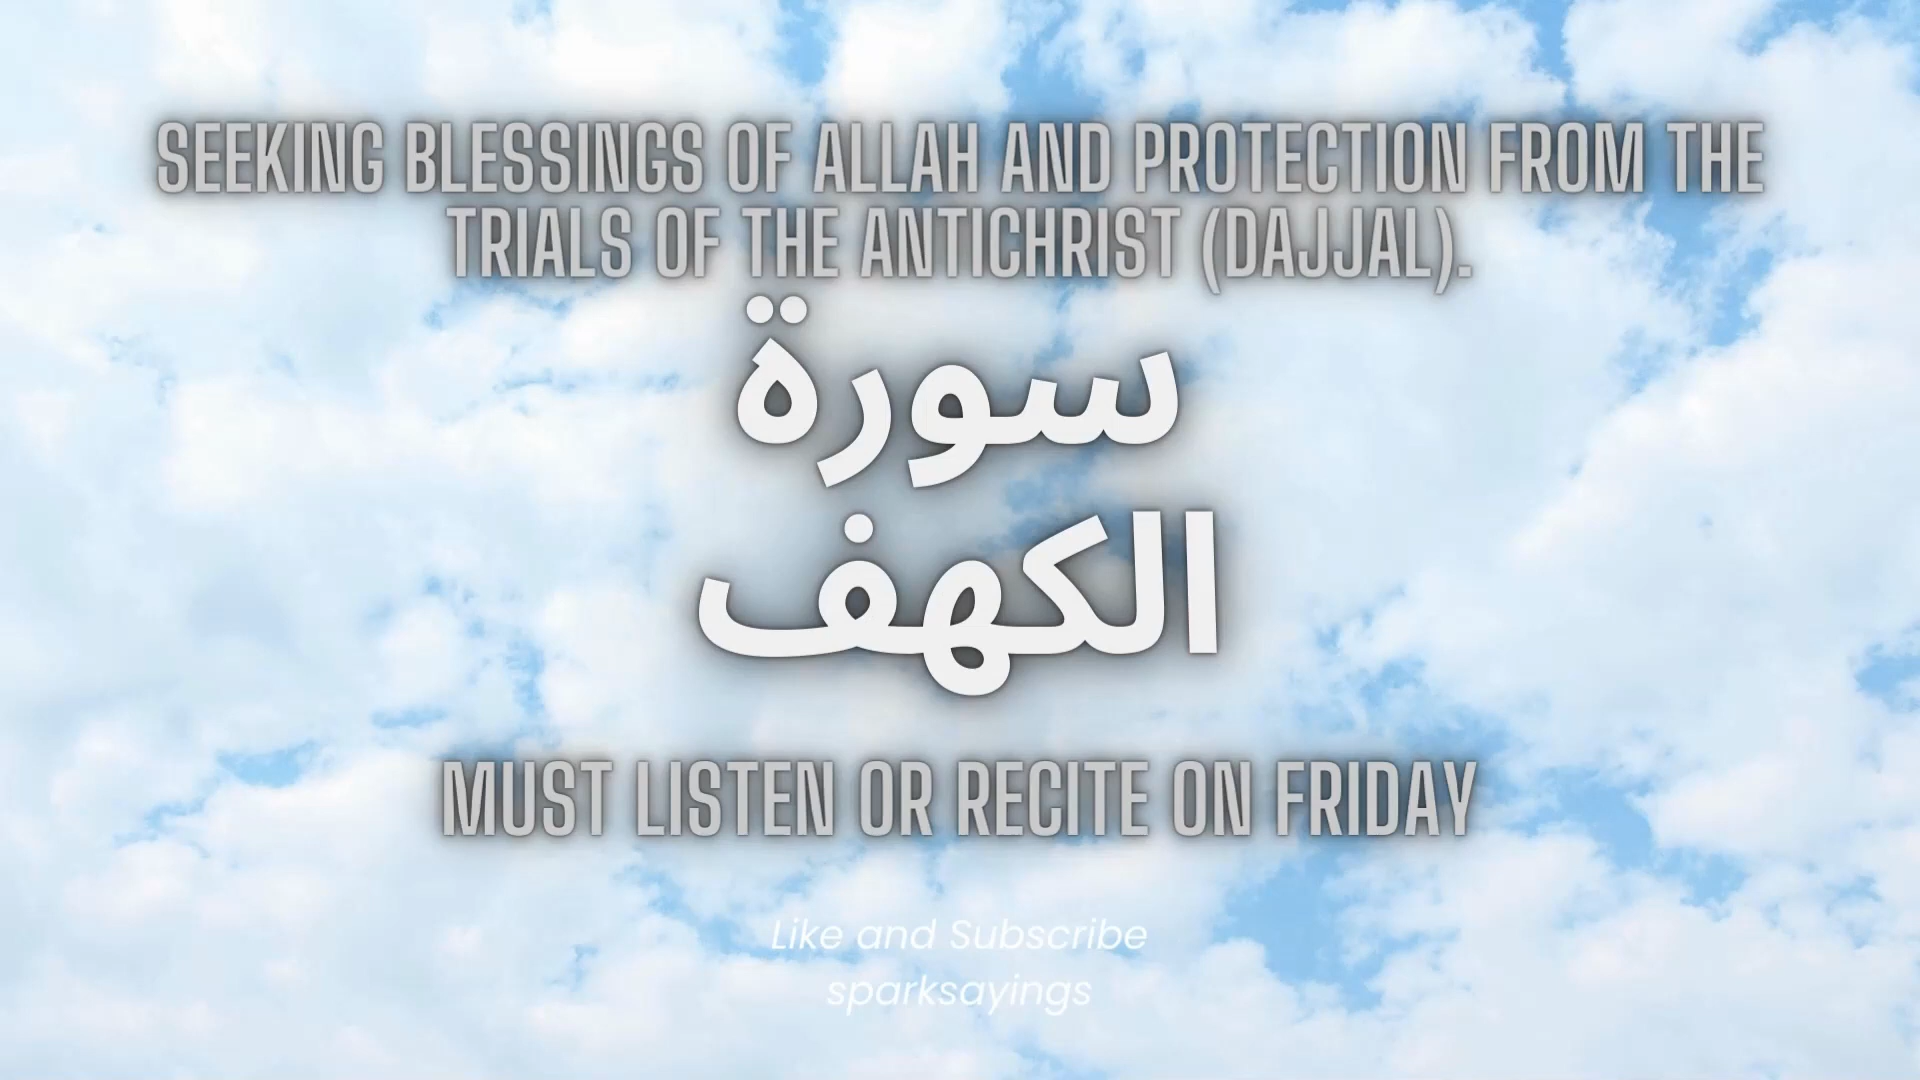 SEEKING BLESSINGS OF ALLAH AND PROTECTION FROM THE
TRIALS OF THE ANTICHRIST (DAJJAL).
سورة
الكهف
MUST LISTEN OR RECITE ON FRIDAY
Like and Subscribe
sparksayings